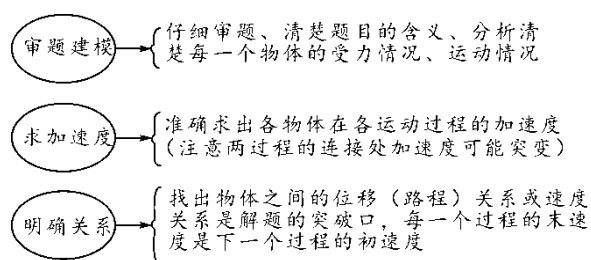 审题建模
仔细审题、清楚题目的含义、分析清
楚每一个物体的受力情况、运动情况
求加速度
准确求出各物体在各运动过程的加速度
(注意两过程的连接处加速度可能突变)
明确关系
找出物体之间的位移(路程)关系或速度
关系是解题的突破口,每一个过程的末速
度是下一个过程的初速度